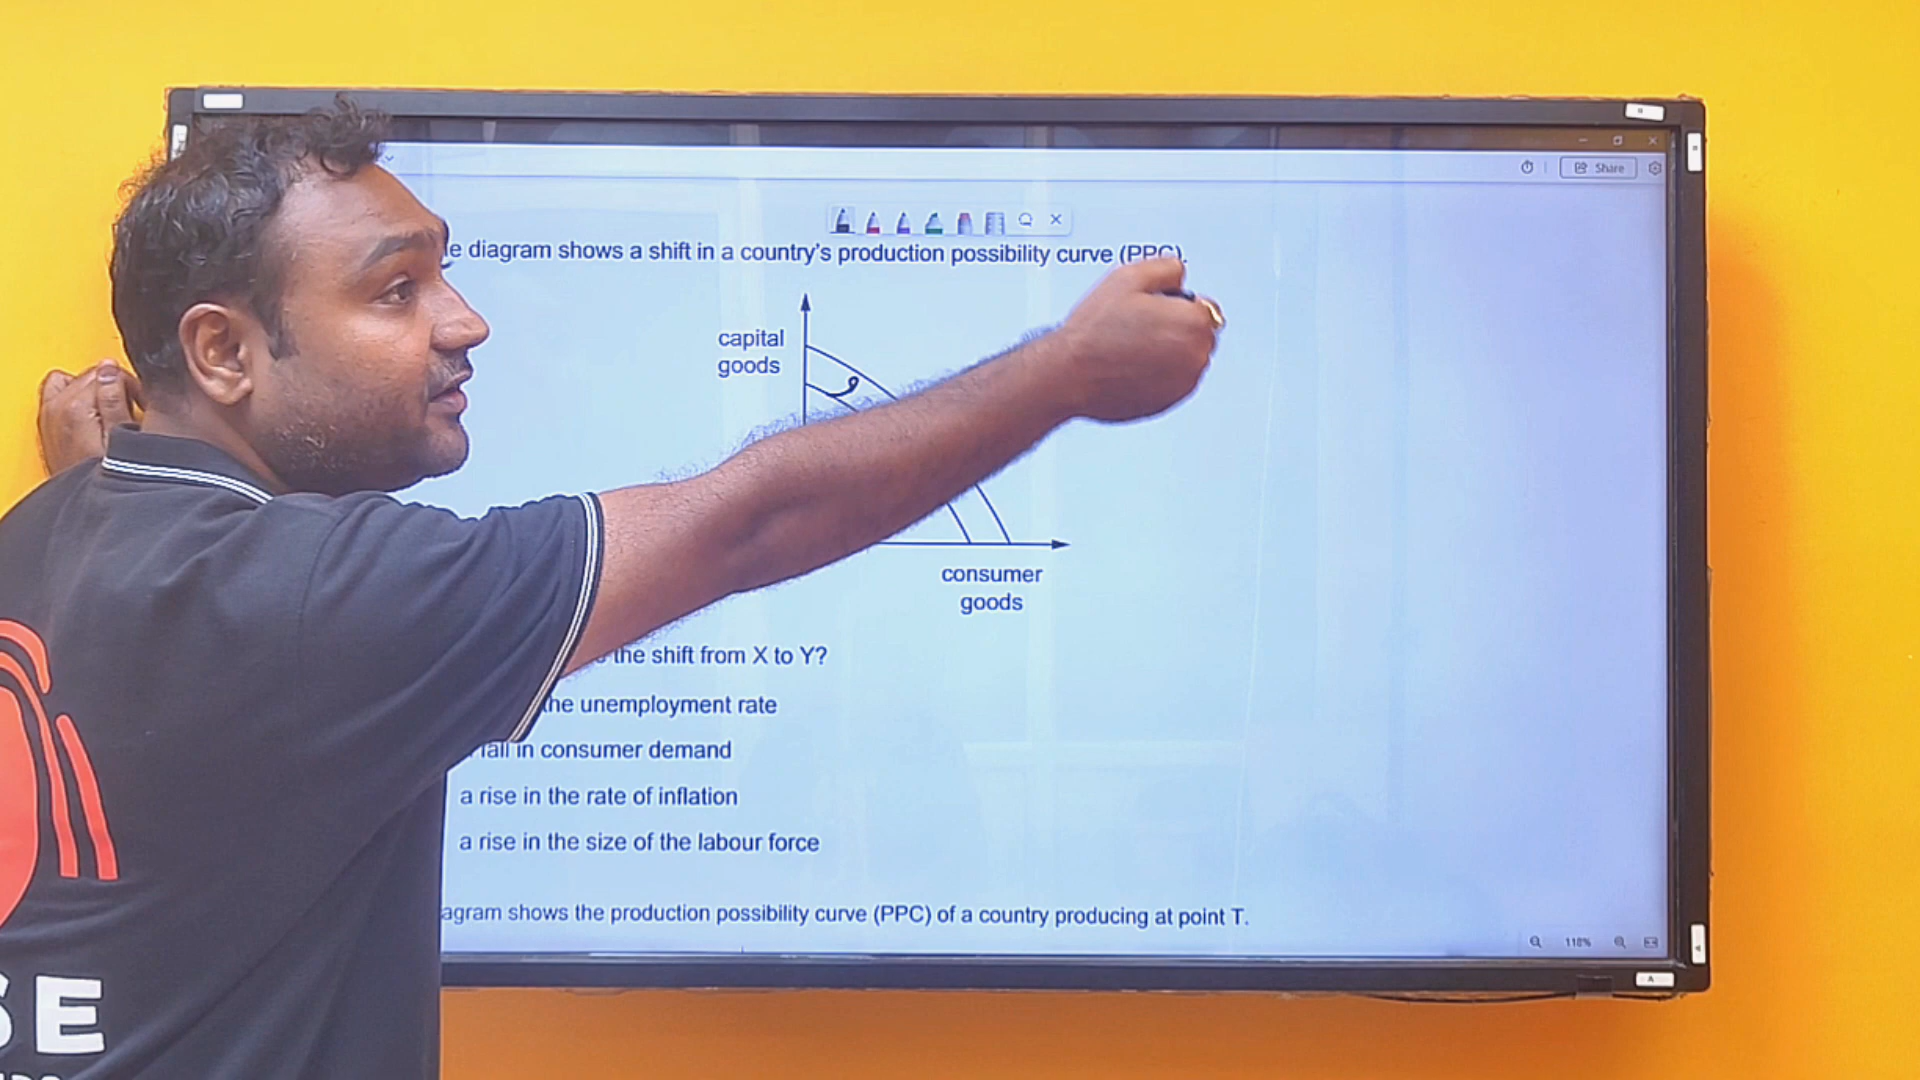 Share
diagram shows a shift in a country's production possibility curve (PPC).
capital
goods
consumer
goods
the shift from X to Y?
the unemployment rate
fall in consumer demand
a rise in the rate of inflation
a rise in the size of the labour force
shows the production possibility curve (PPC) of a country producing at point T.
110%
SE